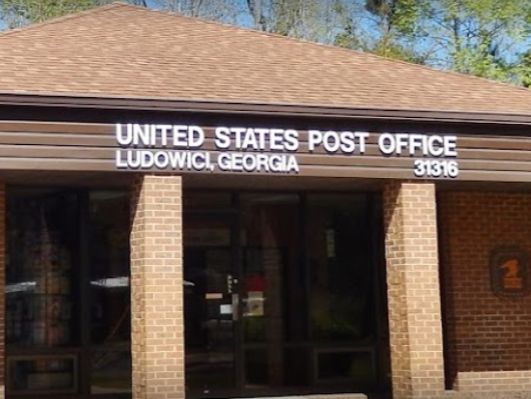 UNITED STATES POST OFFICE
LUDOWICI, GEORGIA 31316